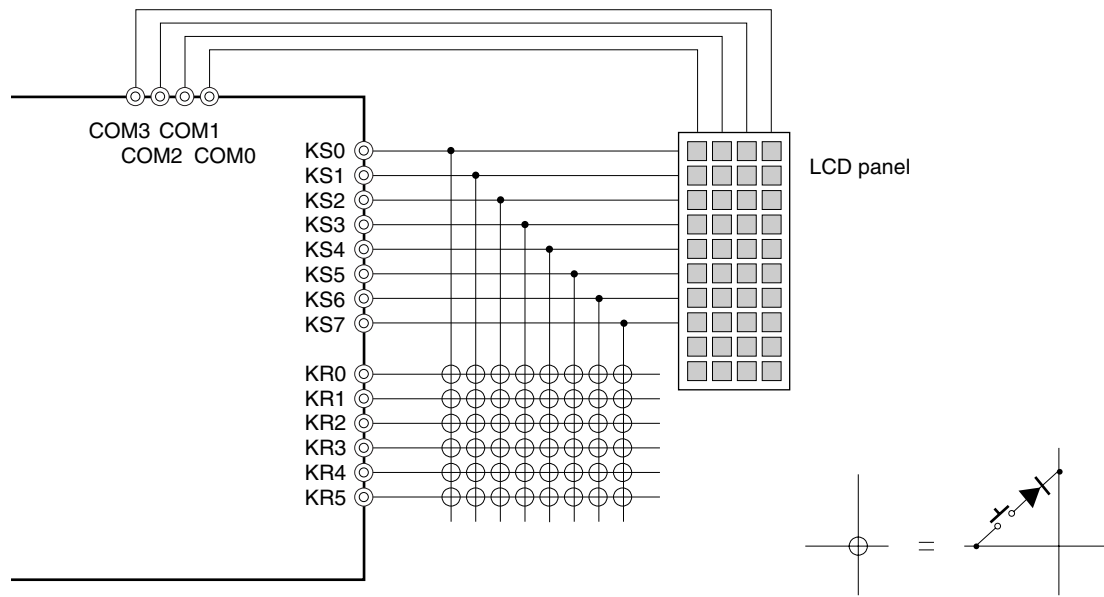 COM3 COM1
COM2 COM0
KS0
KS1
KS2
KS3
KS4
KS5
KS6
KS7
KR0
KR1
KR2
KR3
KR4
KR5
LCD panel
=